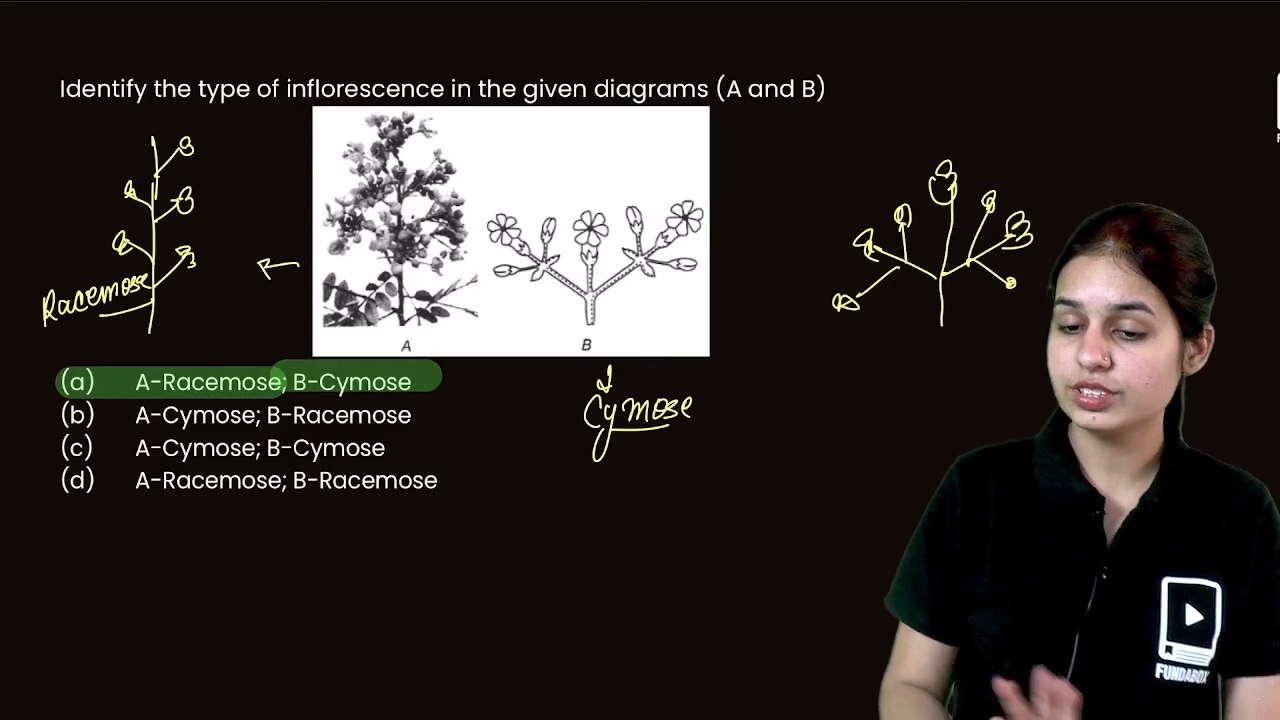 Identify the type of inflorescence in the given diagrams (A and B)
Racemose
A
B
(a) A-Racemose; B-Cymose
(b) A-Cymose; B-Racemose
(c) A-Cymose; B-Cymose
(d) A-Racemose; B-Racemose
Cymose
FUNDABOX